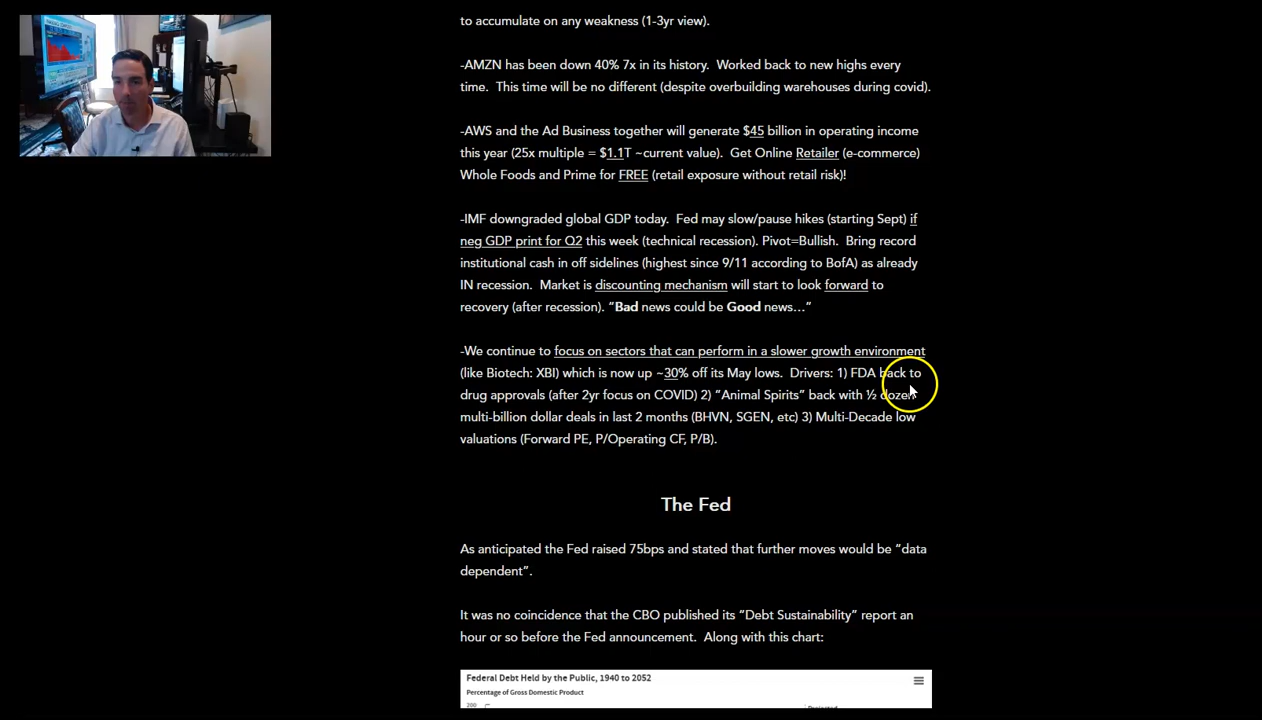 to accumulate on any weakness (1-3yr view).
-AMZN has been down 40% 7x in its history.  Worked back to new highs every
time.  This time will be no different (despite overbuilding warehouses during covid).
-AWS and the Ad Business together will generate $45 billion in operating income
this year (25x multiple = $1.1T ~current value).  Get Online Retailer (e-commerce)
Whole Foods and Prime for FREE (retail exposure without retail risk)!
-IMF downgraded global GDP today.  Fed may slow/pause hikes (starting Sept) if
neg GDP print for Q2 this week (technical recession). Pivot=Bullish.  Bring record
institutional cash in off sidelines (highest since 9/11 according to BofA) as already
IN recession.  Market is discounting mechanism will start to look forward to
recovery (after recession). “Bad news could be Good news…”
-We continue to focus on sectors that can perform in a slower growth environment
(like Biotech: XBI) which is now up ~30% off its May lows.  Drivers: 1) FDA back to
drug approvals (after 2yr focus on COVID) 2) “Animal Spirits” back with ½ dozen
multi-billion dollar deals in last 2 months (BHVN, SGEN, etc) 3) Multi-Decade low
valuations (Forward PE, P/Operating CF, P/B).
The Fed
As anticipated the Fed raised 75bps and stated that further moves would be “data
dependent”.
It was no coincidence that the CBO published its “Debt Sustainability” report an
hour or so before the Fed announcement.  Along with this chart:
Federal Debt Held by the Public, 1940 to 2052
Percentage of Gross Domestic Product
200
Projected